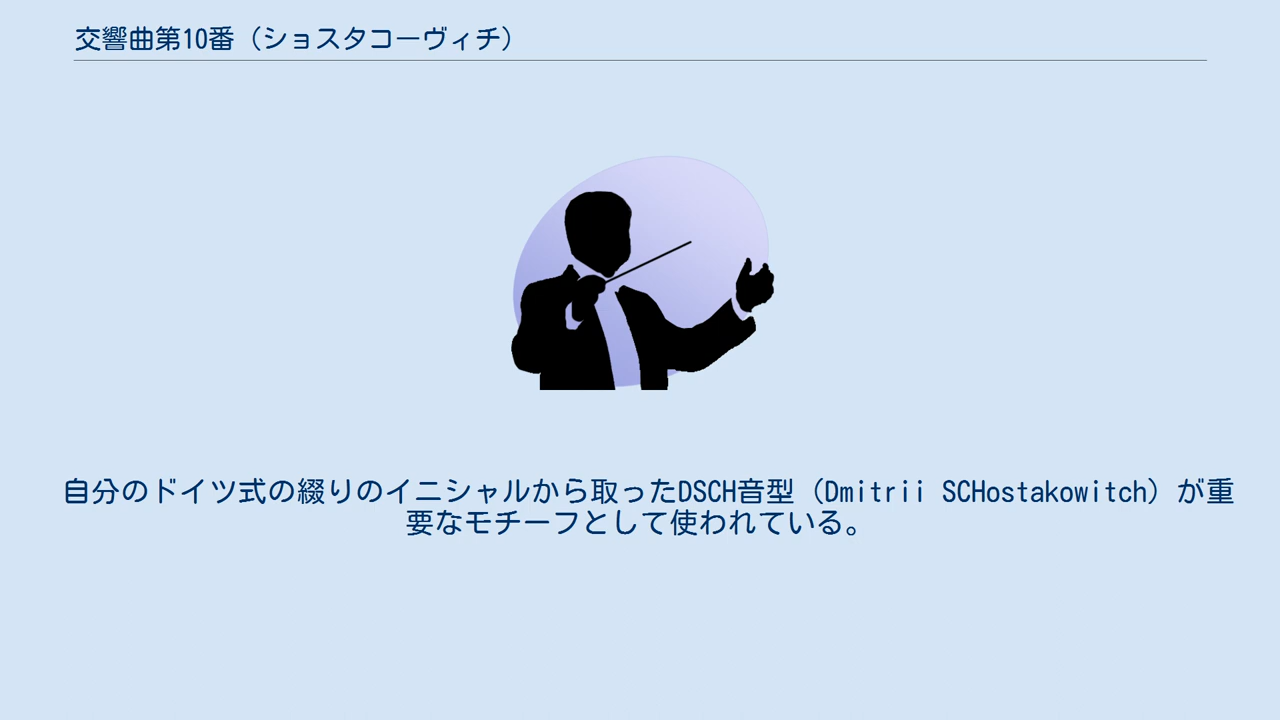 交響曲第10番（ショスタコーヴィチ）
自分のドイツ式の綴りのイニシャルから取ったDSCH音型（Dmitrii SCHostakowitch）が重
要なモチーフとして使われている。